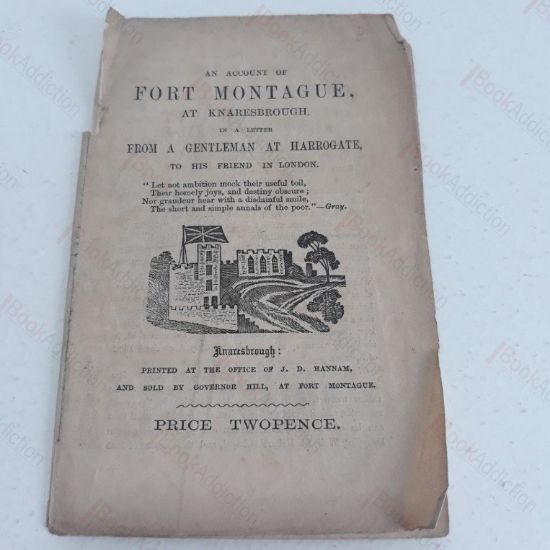 AN ACCOUNT OF
FORT MONTAGUE,
AT KNARESBROUGH,
IN A LETTER
FROM A GENTLEMAN AT HARROGATE,
TO HIS FRIEND IN LONDON.
"Let not ambition mock their useful toil,
Their homely joys, and destiny obscure;
Nor grandeur hear with a disdainful smile,
The short and simple annals of the poor."—Gray.
Knaresbrough:
PRINTED AT THE OFFICE OF J. D. HANNAM,
AND SOLD BY GOVERNOR HILL, AT FORT MONTAGUE.
PRICE TWOPENCE.
BookAddiction